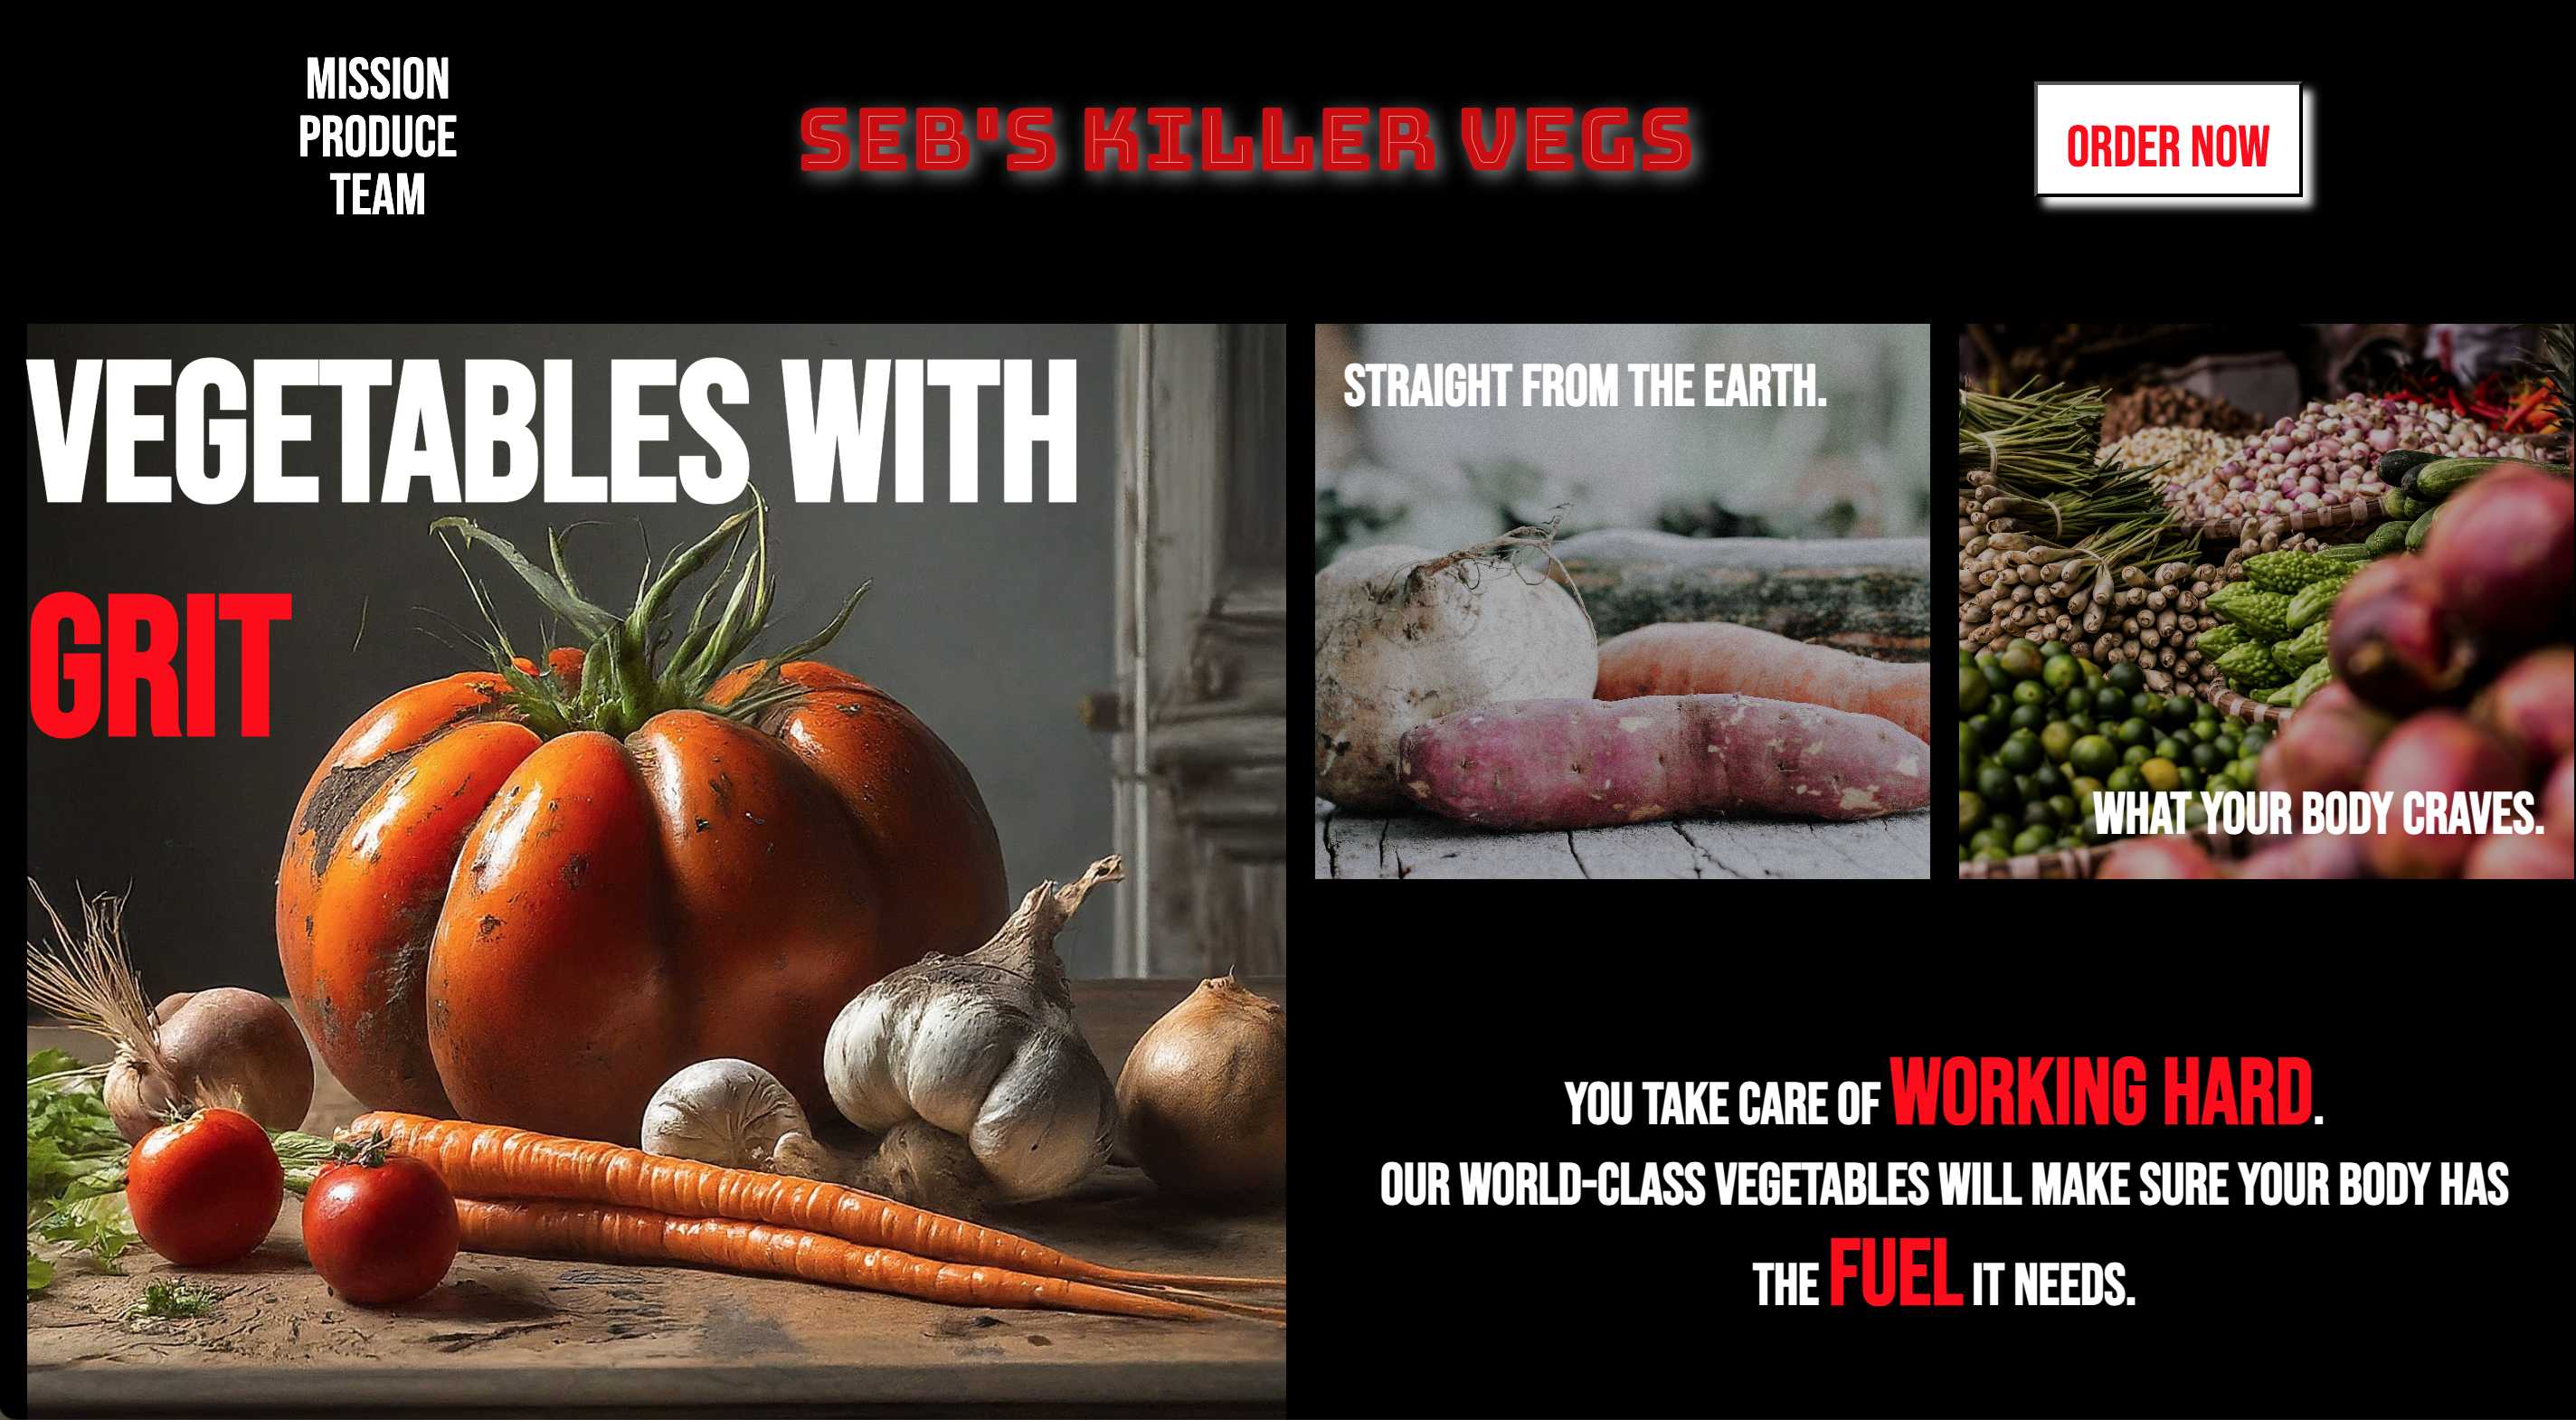 MISSION
PRODUCE
TEAM
SEB'S KILLER VEGS
ORDER NOW
VEGETABLES WITH
GRIT
STRAIGHT FROM THE EARTH.
WHAT YOUR BODY CRAVES.
YOU TAKE CARE OF WORKING HARD.
OUR WORLD-CLASS VEGETABLES WILL MAKE SURE YOUR BODY HAS
THE FUEL IT NEEDS.